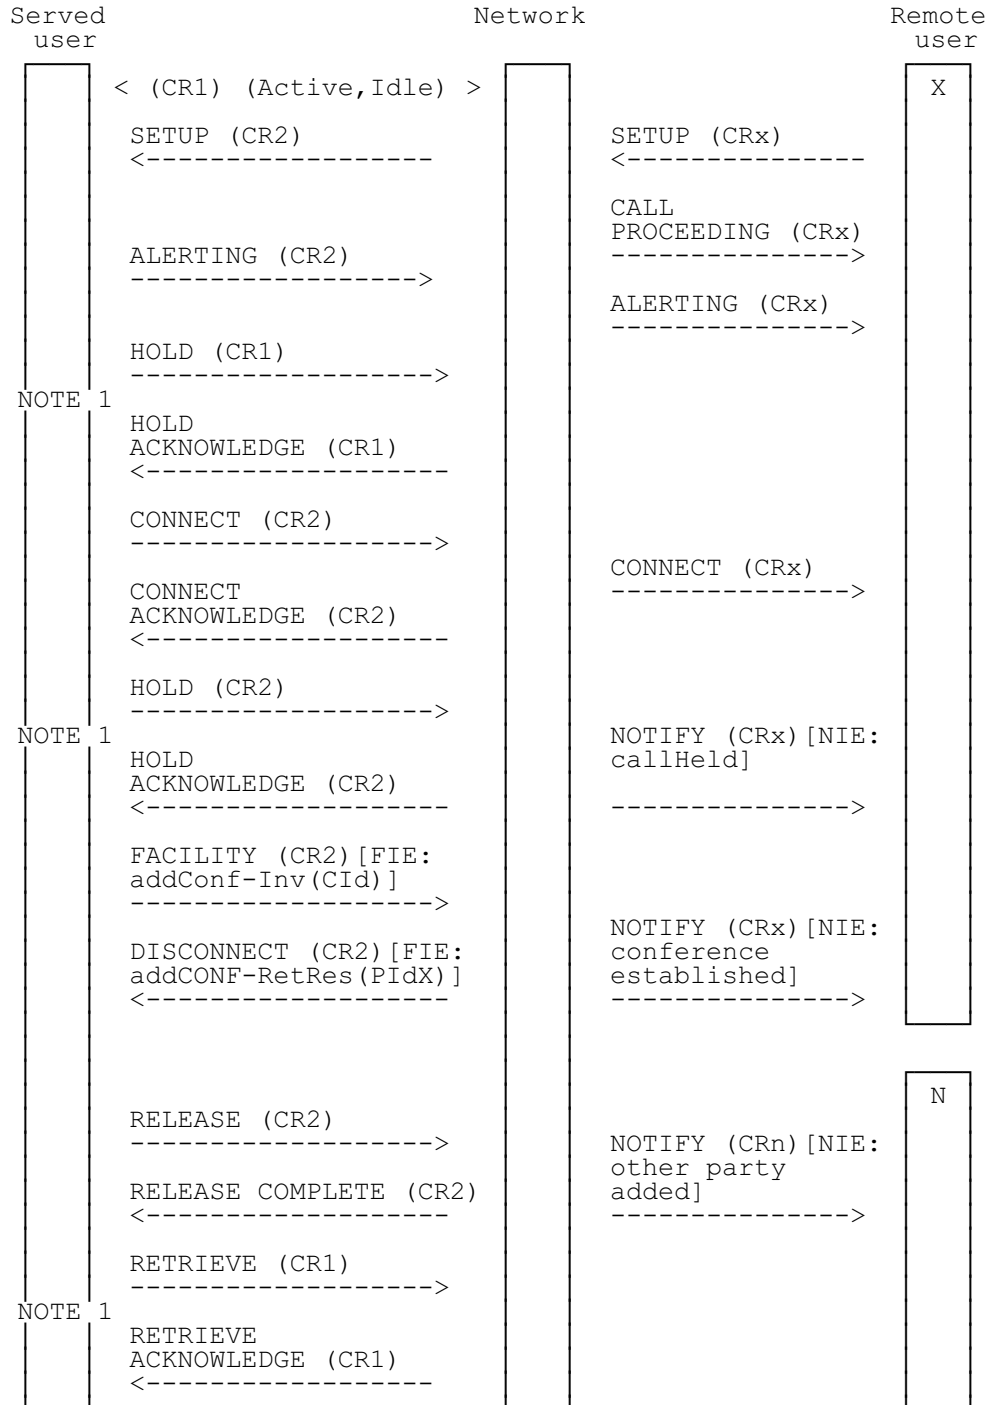 Served Network Remote
user user
< (CR1) (Active,Idle) > X
SETUP (CR2) SETUP (CRx)
<------------------- <---------------
CALL
PROCEEDING (CRx)
ALERTING (CR2) --------------->
------------------>
ALERTING (CRx)
--------------->
HOLD (CR1)
------------------->
NOTE 1
HOLD
ACKNOWLEDGE (CR1)
<-------------------
CONNECT (CR2)
------------------->
CONNECT (CRx)
CONNECT --------------->
ACKNOWLEDGE (CR2)
<-------------------
HOLD (CR2)
------------------->
NOTE 1 NOTIFY (CRx)[NIE:
HOLD callHeld]
ACKNOWLEDGE (CR2)
<------------------- --------------->
FACILITY (CR2)[FIE:
addConf-Inv(CId)]
------------------->
NOTIFY (CRx)[NIE:
DISCONNECT (CR2)[FIE: conference
addCONF-RetRes(PIdX)] established]
<------------------- --------------->
N
RELEASE (CR2)
-------------------> NOTIFY (CRn)[NIE:
other party
RELEASE COMPLETE (CR2) added]
<------------------- --------------->
RETRIEVE (CR1)
------------------->
NOTE 1
RETRIEVE
ACKNOWLEDGE (CR1)
<------------------